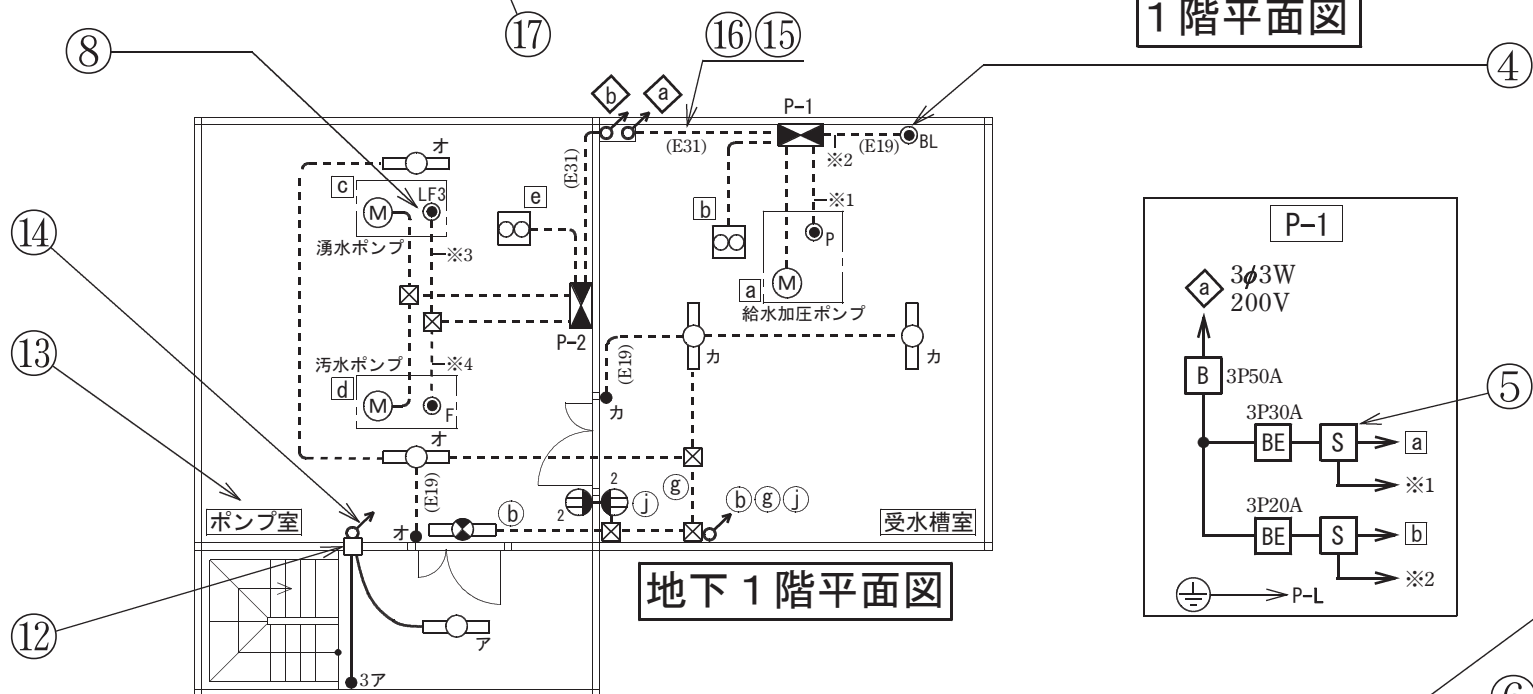 1階平面図
⑰
⑧
⑯⑮
④
b
a
P-1
オ
(E31)
(E31)
※2
(E19)
BL
c
LF3
M
e
b
※1
P
P-1
⑭
湧水ポンプ
※3
a
M
給水加圧ポンプ
a
3φ3W
200V
P-2
カ
カ
(E19)
B
3P50A
⑤
⑬
汚水ポンプ
※4
d
M
F
カ
3P30A
BE
S
a
※1
オ
(E19)
2
g
j
2
b
b
g
j
3P20A
BE
S
b
※2
ポンプ室
オ
受水槽室
地下1階平面図
P-L
⑫
ア
3ア